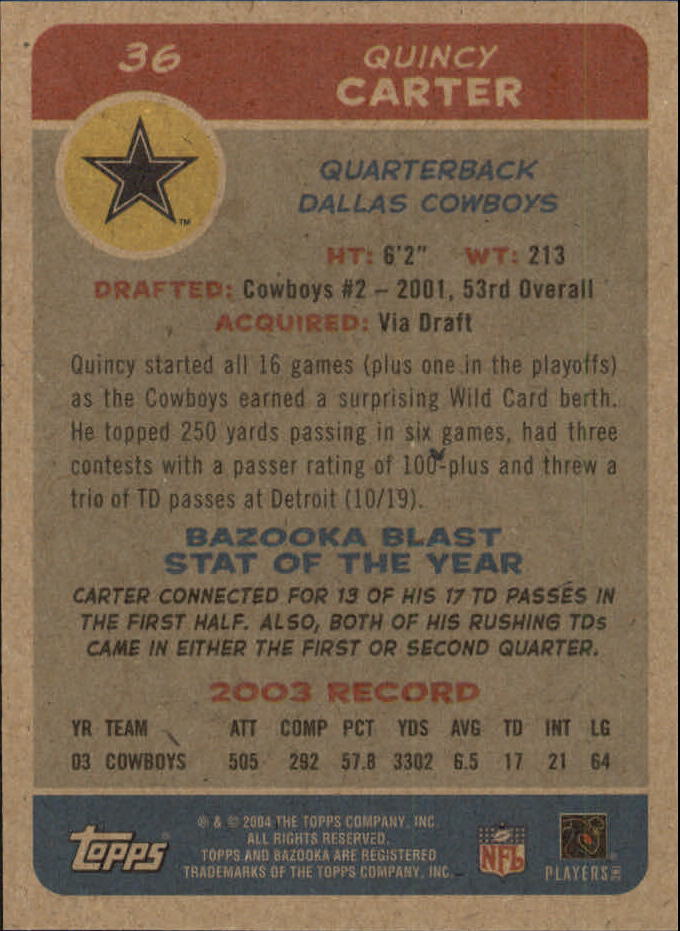 36
QUINCY
CARTER
TM
QUARTERBACK
DALLAS COWBOYS
HT: 6'2" WT: 213
DRAFTED: Cowboys #2 – 2001, 53rd Overall
ACQUIRED: Via Draft
Quincy started all 16 games (plus one in the playoffs)
as the Cowboys earned a surprising Wild Card berth.
He topped 250 yards passing in six games, had three
contests with a passer rating of 100-plus and threw a
trio of TD passes at Detroit (10/19).
BAZOOKA BLAST
STAT OF THE YEAR
CARTER CONNECTED FOR 13 OF HIS 17 TD PASSES IN
THE FIRST HALF. ALSO, BOTH OF HIS RUSHING TDs
CAME IN EITHER THE FIRST OR SECOND QUARTER.
2003 RECORD
YR TEAM ATT COMP PCT YDS AVG TD INT LG
03 COWBOYS 505 292 57.8 3302 6.5 17 21 64
Topps
® & © 2004 THE TOPPS COMPANY, INC.
ALL RIGHTS RESERVED.
TOPPS AND BAZOOKA ARE REGISTERED
TRADEMARKS OF THE TOPPS COMPANY, INC.
NFL
PLAYERS